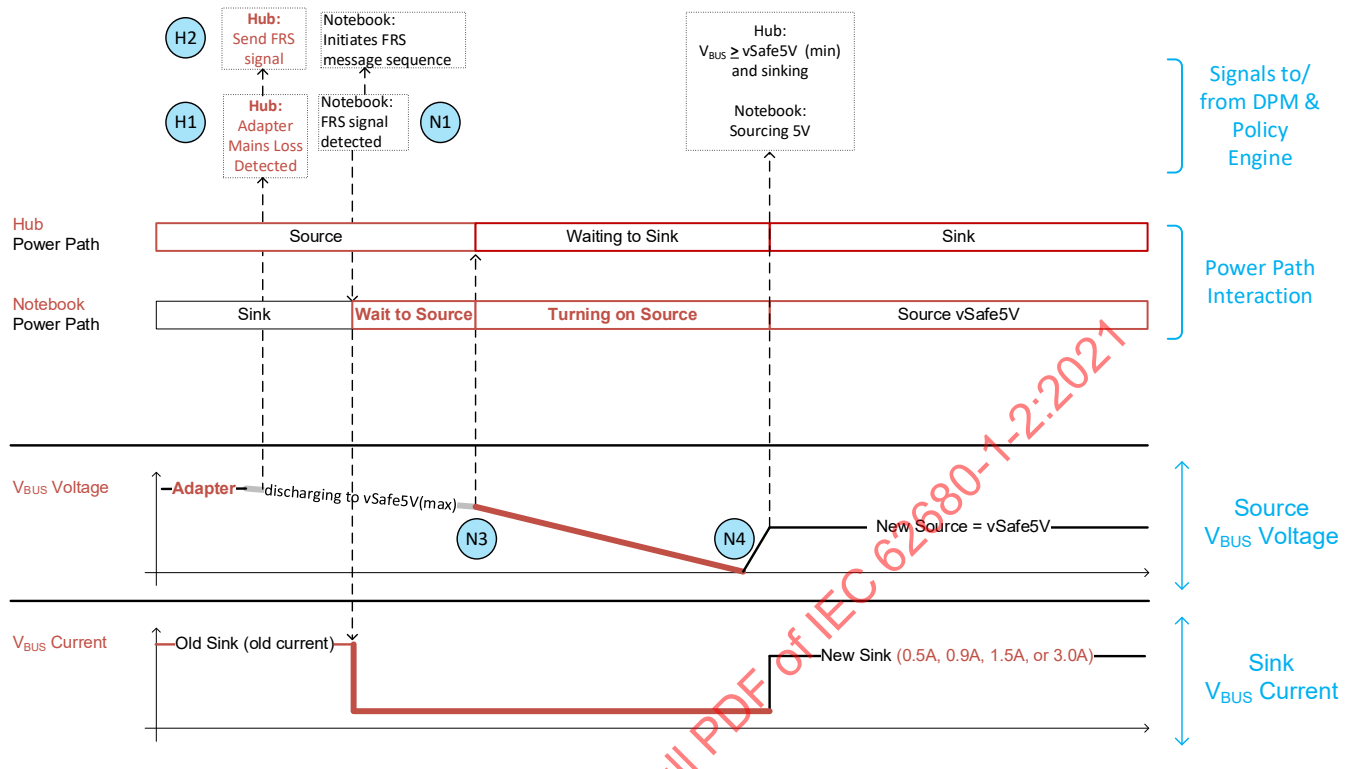 H2
Hub:
Send FRS
signal
Notebook:
Initiates FRS
message sequence
H1
Hub:
Adapter
Mains Loss
Detected
Notebook:
FRS signal
detected
N1
Hub:
VBUS ≥ vSafe5V (min)
and sinking
Notebook:
Sourcing 5V
Signals to/
from DPM &
Policy
Engine
Hub
Power Path
Source
Waiting to Sink
Sink
Notebook
Power Path
Sink
Wait to Source
Turning on Source
Source vSafe5V
Power Path
Interaction
VBUS Voltage
Adapter
discharging to vSafe5V(max)
N3
N4
New Source = vSafe5V
Source
VBUS Voltage
VBUS Current
Old Sink (old current)
New Sink (0.5A, 0.9A, 1.5A, or 3.0A)
Sink
VBUS Current
ll PDF of IEC 62680-1-2:2021